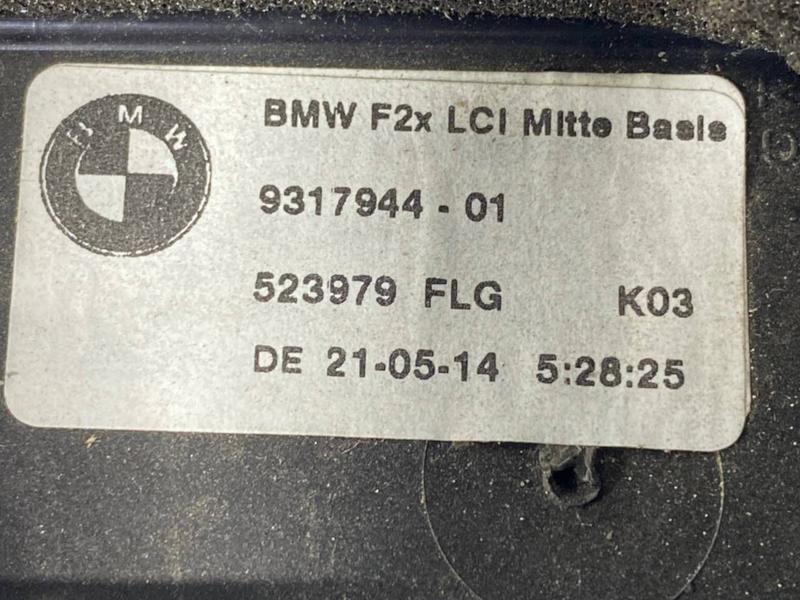 BMW
BMW F2x LCI Mitte Basis
9317944 - 01
523979 FLG K03
DE 21-05-14 5:28:25